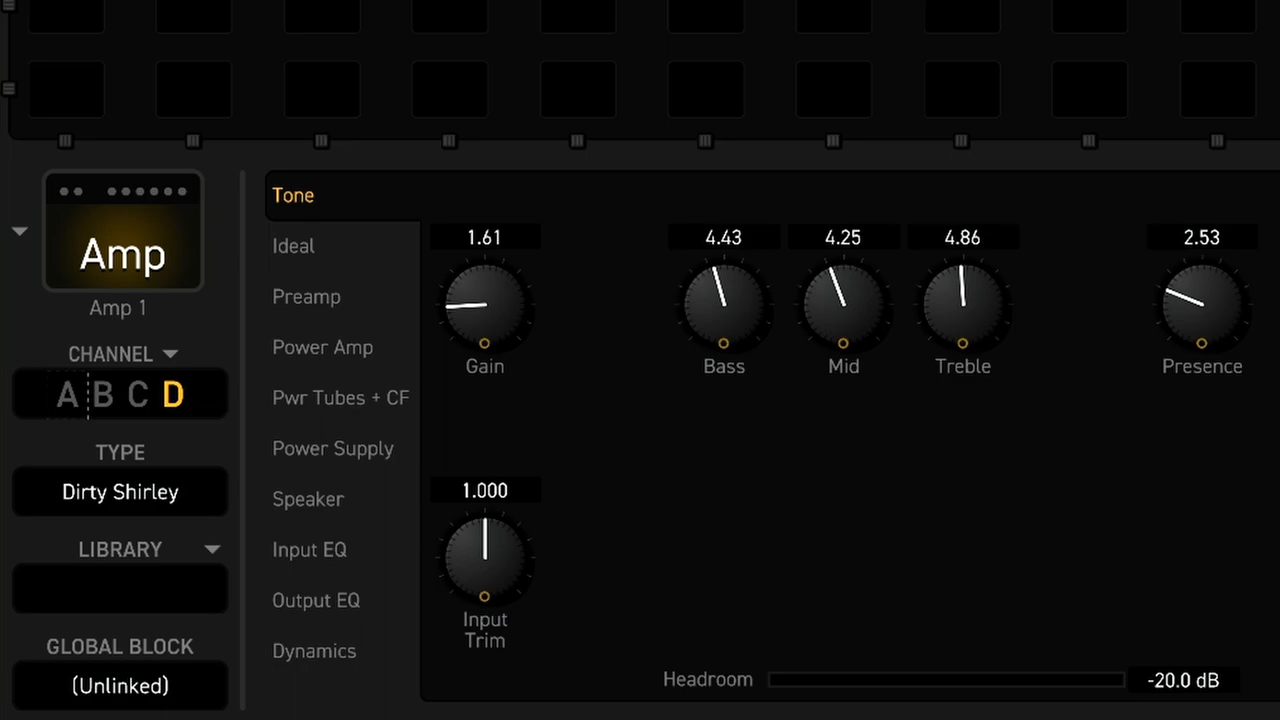 Amp
Amp 1
CHANNEL
A B C D
TYPE
Dirty Shirley
LIBRARY
GLOBAL BLOCK
(Unlinked)
Tone
Ideal
Preamp
Power Amp
Pwr Tubes + CF
Power Supply
Speaker
Input EQ
Output EQ
Dynamics
1.61
Gain
4.43
Bass
4.25
Mid
4.86
Treble
2.53
Presence
1.000
Input
Trim
Headroom
-20.0 dB